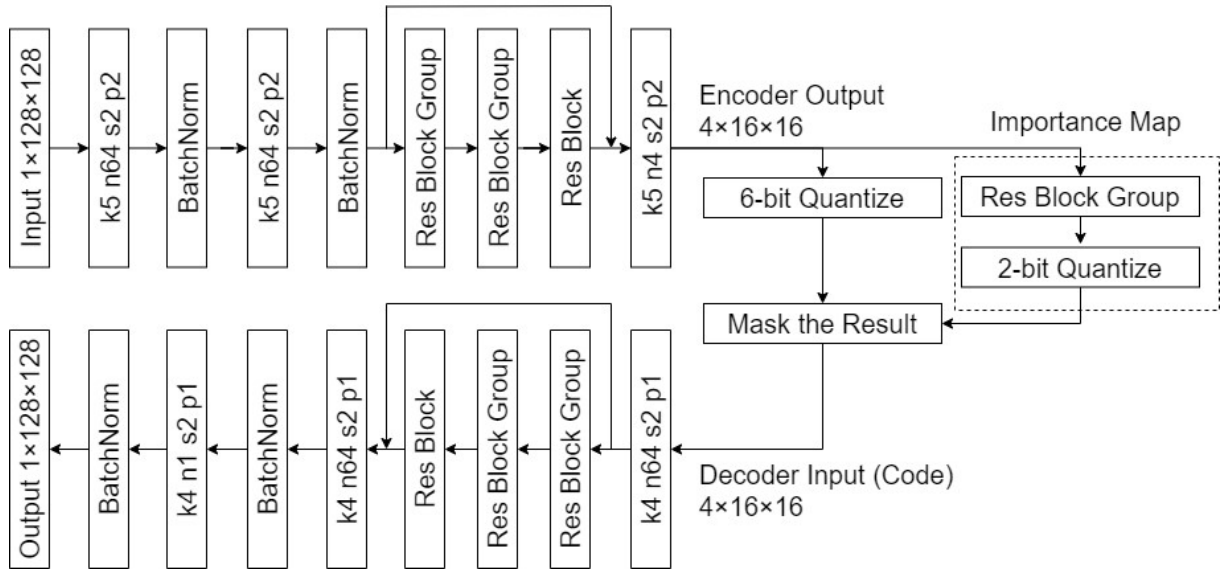 Input 1×128×128
k5 n64 s2 p2
BatchNorm
k5 n64 s2 p2
BatchNorm
Res Block Group
Res Block Group
Res Block
k5 n4 s2 p2
Encoder Output
4×16×16
Importance Map
6-bit Quantize
Res Block Group
2-bit Quantize
Mask the Result
Output 1×128×128
BatchNorm
k4 n1 s2 p1
BatchNorm
k4 n64 s2 p1
Res Block
Res Block Group
Res Block Group
k4 n64 s2 p1
Decoder Input (Code)
4×16×16